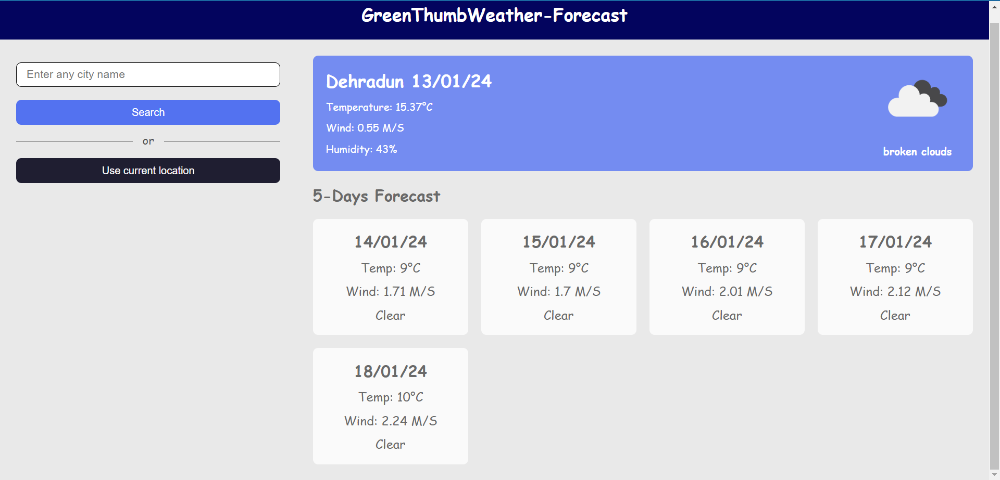 GreenThumbWeather-Forecast
Enter any city name
Search
or
Use current location
Dehradun 13/01/24
Temperature: 15.37°C
Wind: 0.55 M/S
Humidity: 43%
broken clouds
5-Days Forecast
14/01/24
Temp: 9°C
Wind: 1.71 M/S
Clear
15/01/24
Temp: 9°C
Wind: 1.7 M/S
Clear
16/01/24
Temp: 9°C
Wind: 2.01 M/S
Clear
17/01/24
Temp: 9°C
Wind: 2.12 M/S
Clear
18/01/24
Temp: 10°C
Wind: 2.24 M/S
Clear